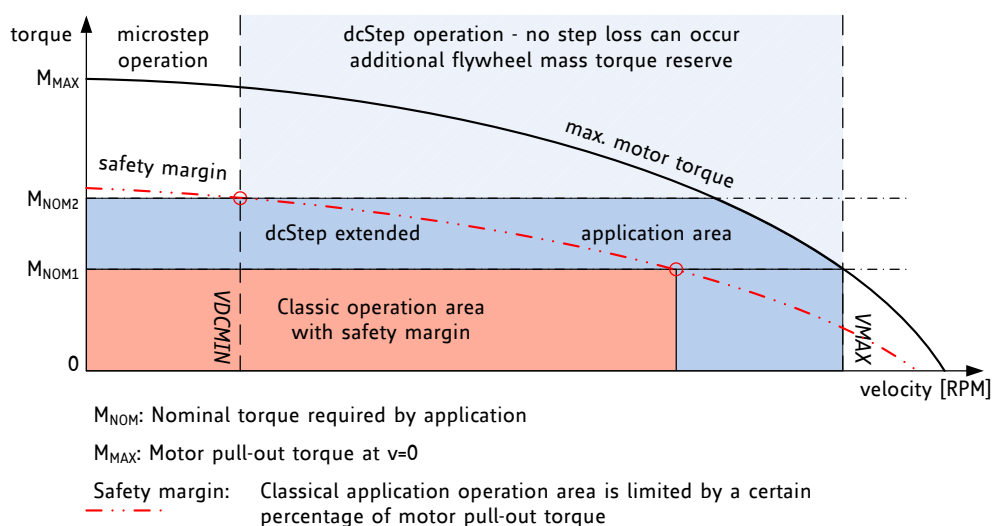 torque
microstep
operation
dcStep operation - no step loss can occur
additional flywheel mass torque reserve
MMAX
max. motor torque
safety margin
MNOM2
dcStep extended
application area
MNOM1
VDCMIN
Classic operation area
with safety margin
VMAX
0
velocity [RPM]
MNOM: Nominal torque required by application
MMAX: Motor pull-out torque at v=0
Safety margin: Classical application operation area is limited by a certain
percentage of motor pull-out torque